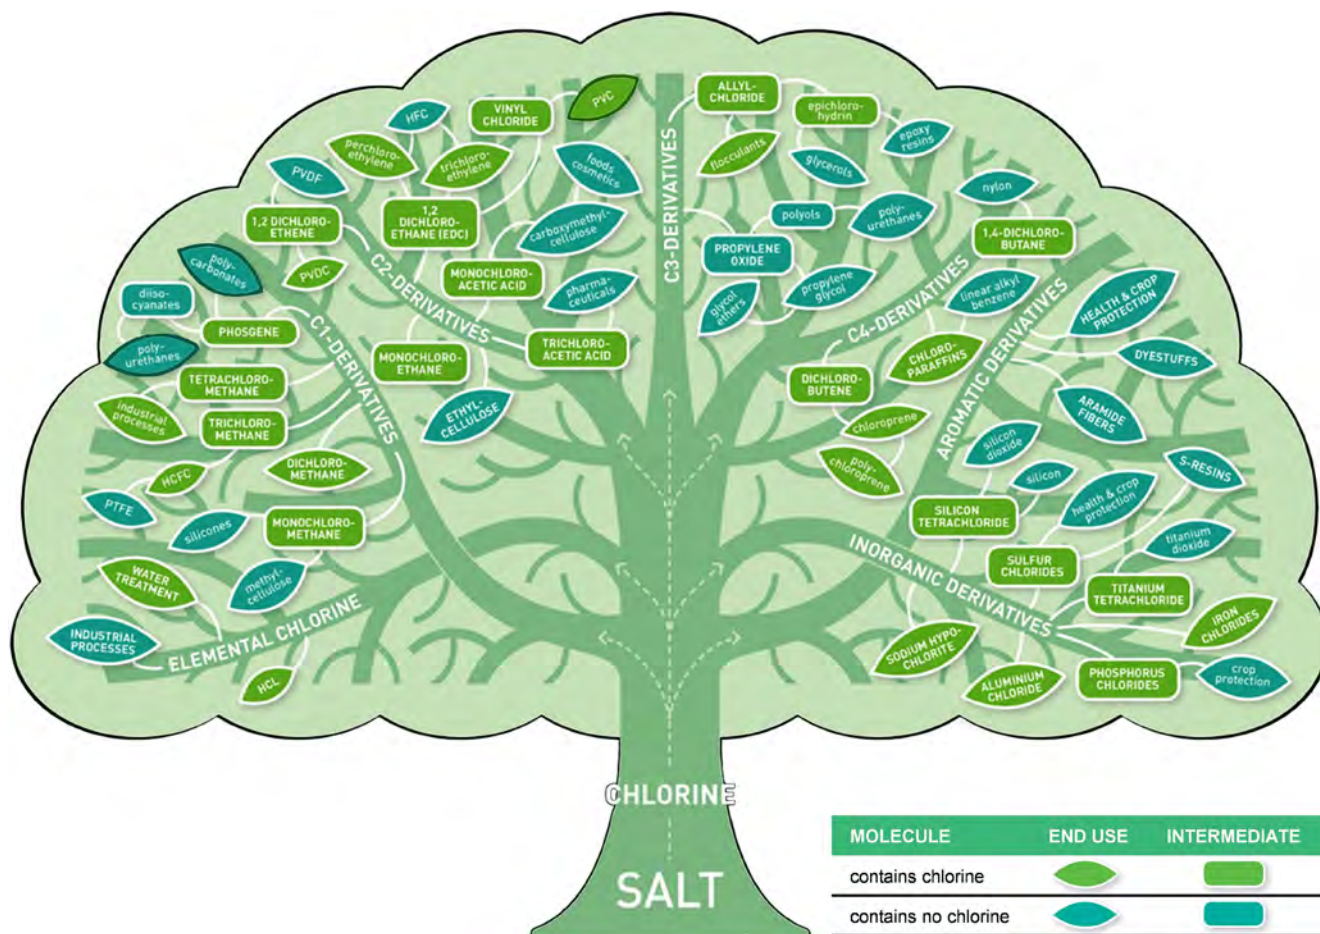 PVC
VINYL
CHLORIDE
HFC
perchloro-
ethylene
trichloro-
ethylene
foods
cosmetics
PVDF
1,2 DICHLORO-
ETHENE
1,2
DICHLORO-
ETHANE (EDC)
carboxymethyl-
cellulose
PVDC
C2-DERIVATIVES
MONOCHLORO-
ACETIC ACID
pharma-
ceuticals
poly-
carbonates
diiso-
cyanates
PHOSGENE
poly-
urethanes
C1-DERIVATIVES
MONOCHLORO-
ETHANE
TRICHLORO-
ACETIC ACID
TETRACHLORO-
METHANE
industrial
processes
TRICHLORO-
METHANE
ETHYL-
CELLULOSE
DICHLORO-
METHANE
HCFC
PTFE
silicones
MONOCHLORO-
METHANE
WATER
TREATMENT
methyl-
cellulose
INDUSTRIAL
PROCESSES
ELEMENTAL CHLORINE
HCL
ALLYL-
CHLORIDE
epichloro-
hydrin
epoxy
resins
flocculants
glycerols
C3-DERIVATIVES
polyols
poly-
urethanes
PROPYLENE
OXIDE
glycol
ethers
propylene
glycol
nylon
1,4-DICHLORO-
BUTANE
C4-DERIVATIVES
linear alkyl
benzene
HEALTH & CROP
PROTECTION
DYESTUFFS
CHLORO-
PARAFFINS
DICHLORO-
BUTENE
AROMATIC DERIVATIVES
ARAMIDE
FIBERS
chloroprene
poly-
chloroprene
silicon
dioxide
silicon
S-RESINS
health & crop
protection
SILICON
TETRACHLORIDE
titanium
dioxide
INORGANIC DERIVATIVES
SULFUR
CHLORIDES
TITANIUM
TETRACHLORIDE
IRON
CHLORIDES
SODIUM HYPO-
CHLORITE
ALUMINIUM
CHLORIDE
PHOSPHORUS
CHLORIDES
crop
protection
CHLORINE
SALT
MOLECULE END USE INTERMEDIATE
contains chlorine
contains no chlorine